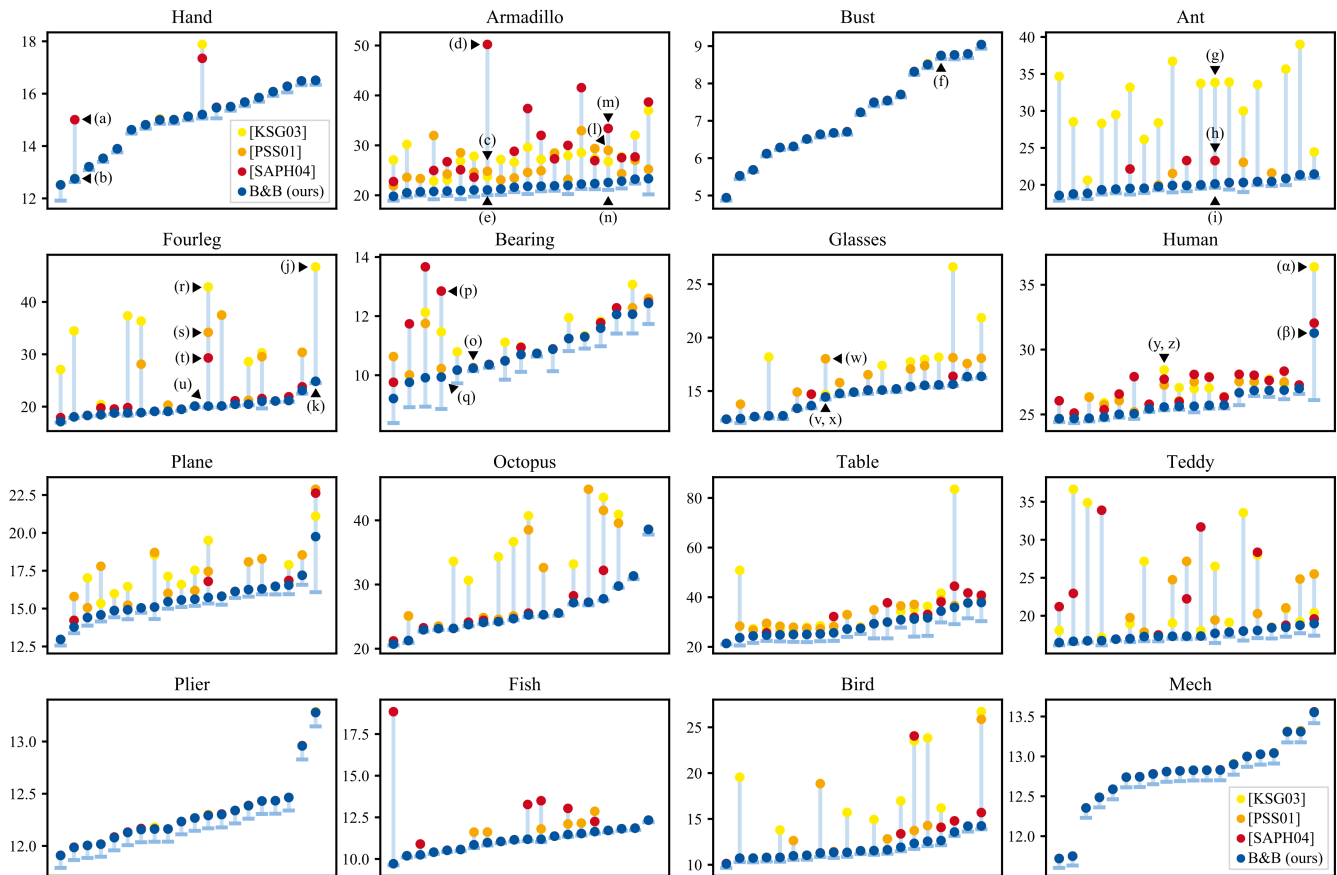 Hand
18
16
14
12
(a)
(b)
[KSG03]
[PSS01]
[SAPH04]
B&B (ours)
Armadillo
50
40
30
20
(d)
(c)
(l)
(m)
(e)
(n)
Bust
9
8
7
6
5
(f)
Ant
40
30
20
(g)
(h)
(i)
Fourleg
40
30
20
(j)
(r)
(s)
(t)
(u)
(k)
Bearing
14
12
10
(p)
(o)
(q)
Glasses
25
20
15
(w)
(v, x)
Human
35
30
25
(α)
(β)
(y, z)
Plane
22.5
20.0
17.5
15.0
12.5
Octopus
40
30
20
Table
80
60
40
20
Teddy
35
30
25
20
Plier
13.0
12.5
12.0
Fish
17.5
15.0
12.5
10.0
Bird
25
20
15
10
Mech
13.5
13.0
12.5
12.0
[KSG03]
[PSS01]
[SAPH04]
B&B (ours)